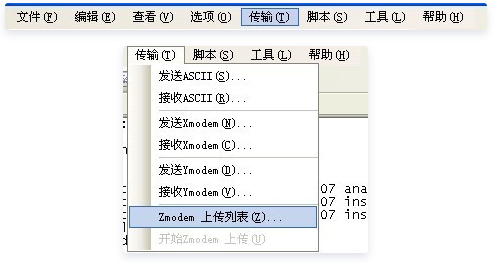 文件(F) 编辑(E) 查看(V) 选项(O) 传输(T) 脚本(S) 工具(L) 帮助(H)
传输(T) 脚本(S) 工具(L) 帮助(H)
发送ASCII(S)...
接收ASCII(R)...
发送Xmodem(N)...
接收Xmodem(C)...
发送Ymodem(D)...
接收Ymodem(V)... 07 ana
07 ins
Zmodem 上传列表(Z)... 07 ins
开始Zmodem 上传(U)